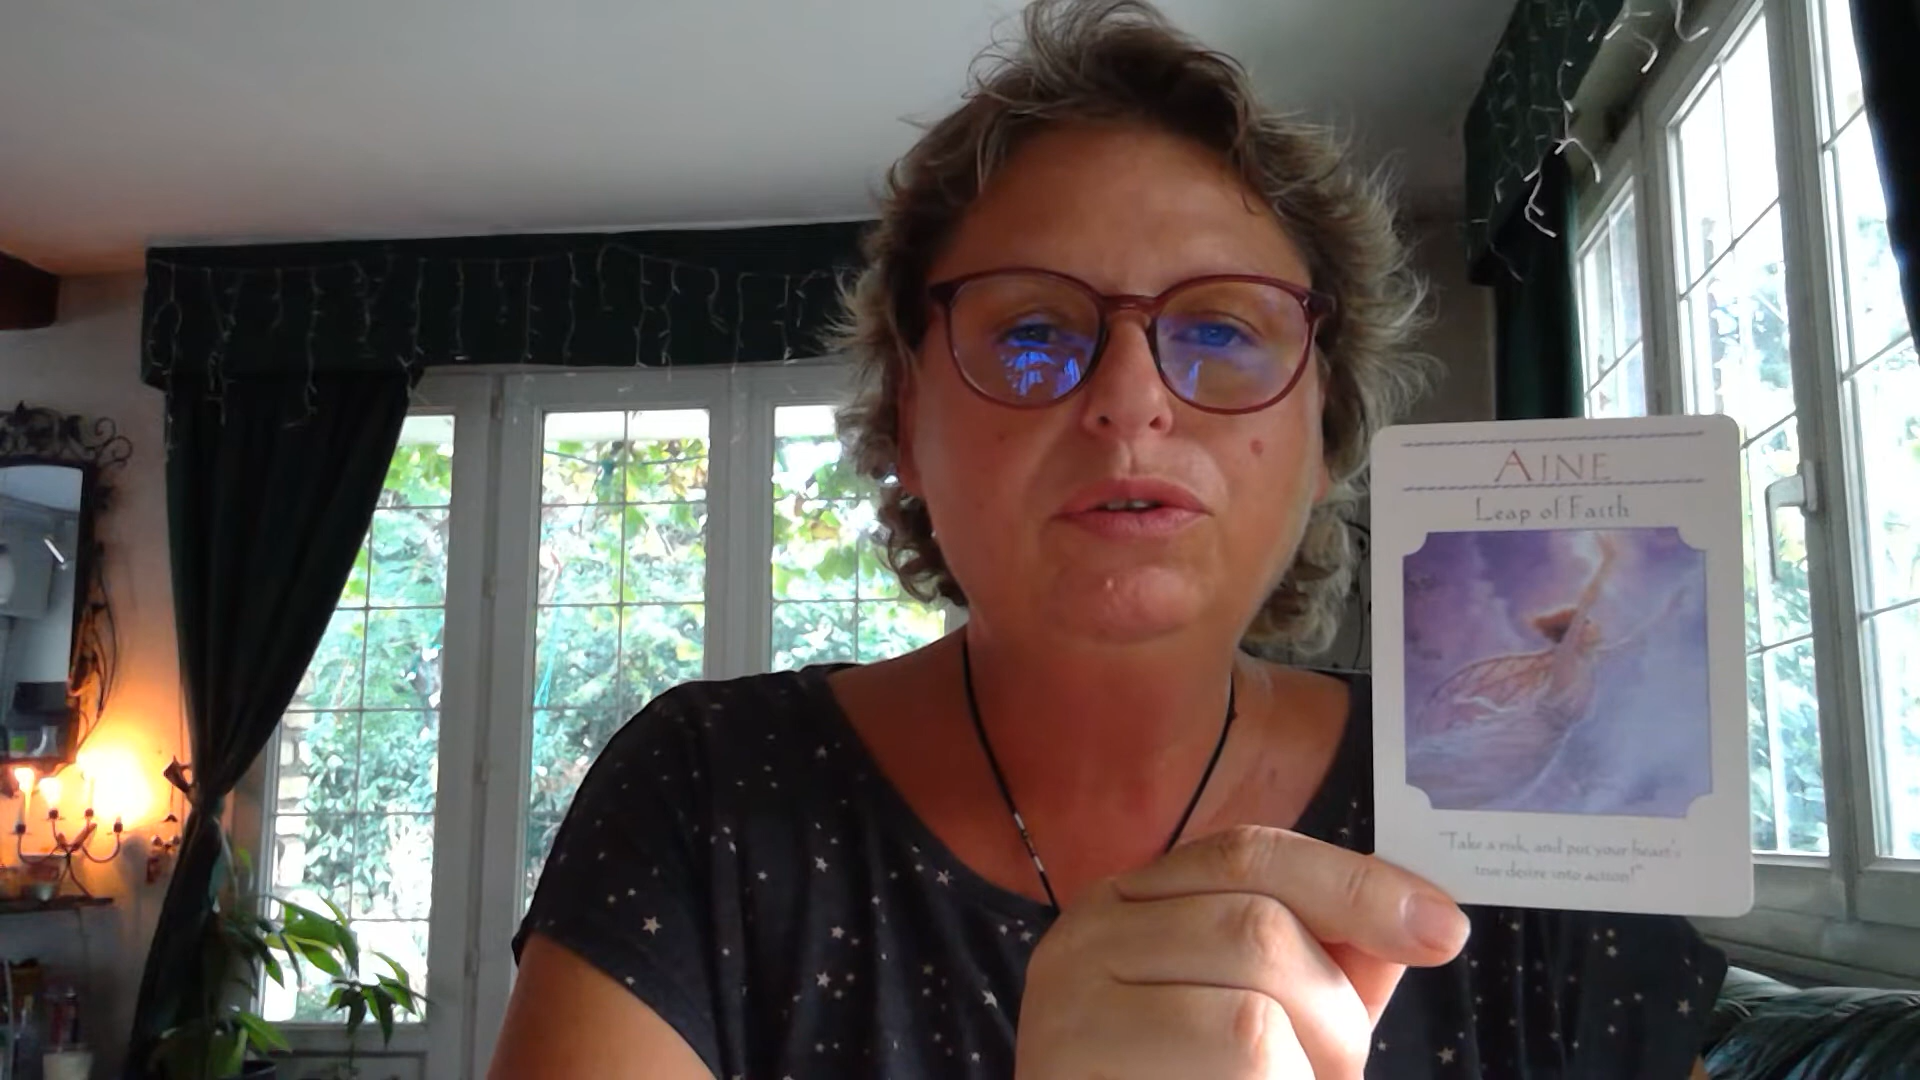 AINE
Leap of Faith
"Take a risk, and put your heart's
true desire into action!"